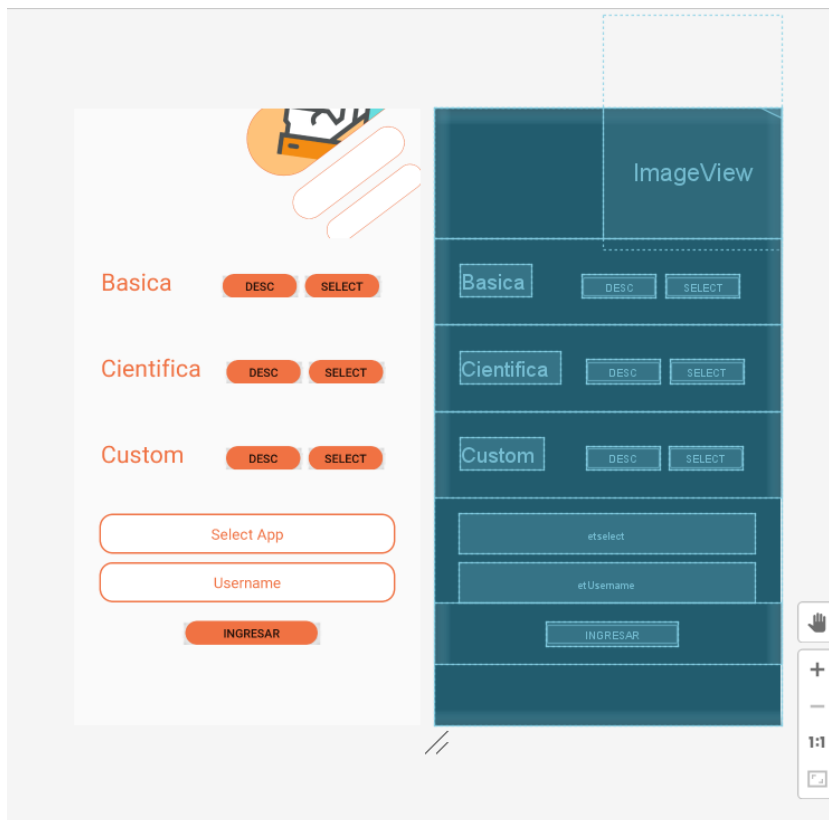 ImageView
Basica DESC SELECT
Basica DESC SELECT
Cientifica DESC SELECT
Cientifica DESC SELECT
Custom DESC SELECT
Custom DESC SELECT
Select App
etselect
Username
etUsername
INGRESAR
INGRESAR
1:1